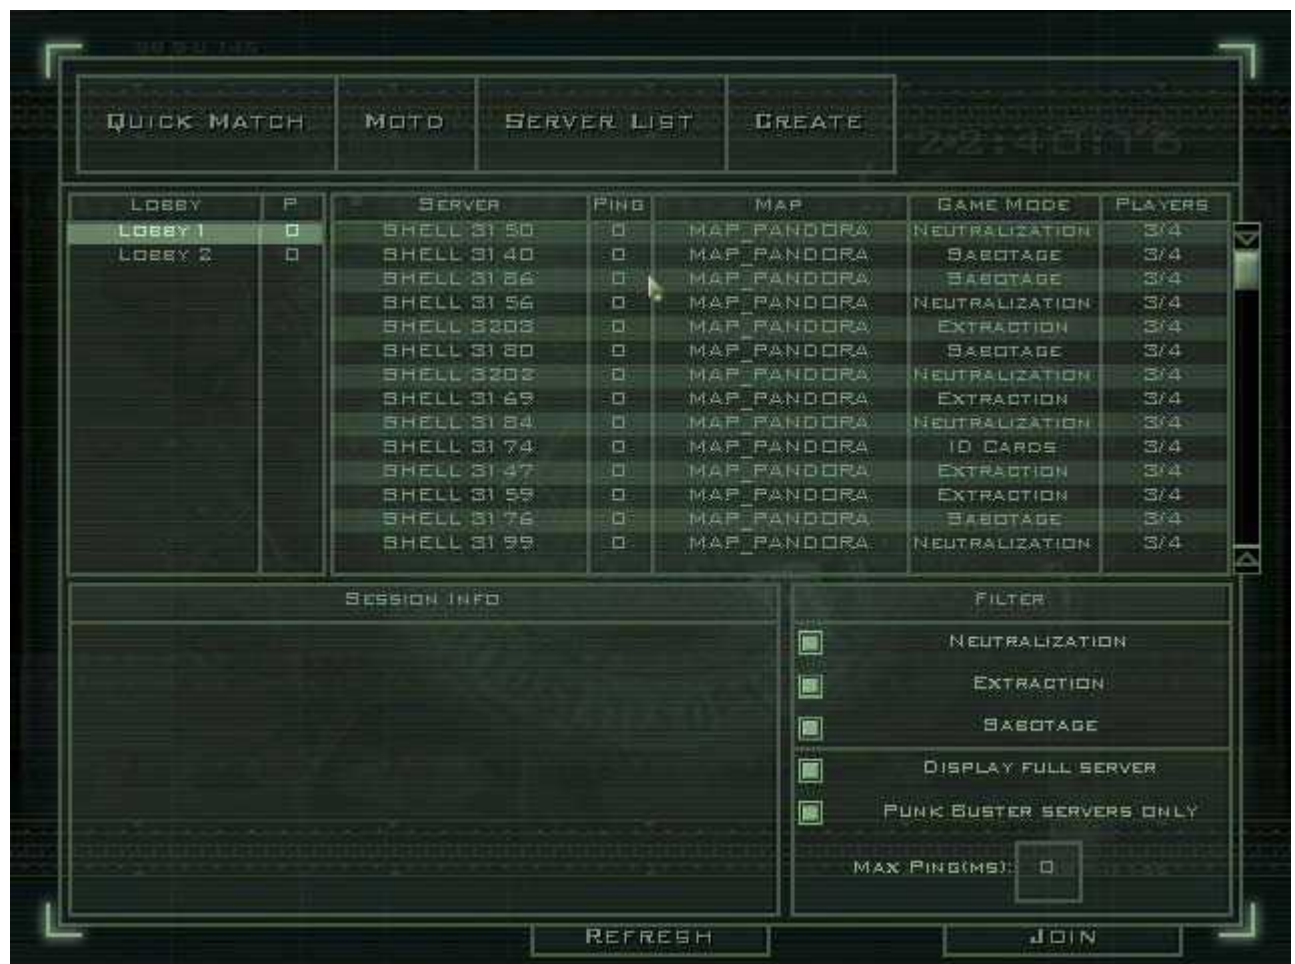 22:40:16
Quick Match Motd Server List Create
Lobby P Server Ping Map Game Mode Players
Lobby 1 0 SHELL 3150 0 MAP_PANDORA Neutralization 3/4
Lobby 2 0 SHELL 3140 0 MAP_PANDORA Sabotage 3/4
SHELL 3186 0 MAP_PANDORA Sabotage 3/4
SHELL 3156 0 MAP_PANDORA Neutralization 3/4
SHELL 3203 0 MAP_PANDORA Extraction 3/4
SHELL 3180 0 MAP_PANDORA Sabotage 3/4
SHELL 3202 0 MAP_PANDORA Neutralization 3/4
SHELL 3169 0 MAP_PANDORA Extraction 3/4
SHELL 3184 0 MAP_PANDORA Neutralization 3/4
SHELL 3174 0 MAP_PANDORA ID Cards 3/4
SHELL 3147 0 MAP_PANDORA Extraction 3/4
SHELL 3159 0 MAP_PANDORA Extraction 3/4
SHELL 3176 0 MAP_PANDORA Sabotage 3/4
SHELL 3199 0 MAP_PANDORA Neutralization 3/4
Session Info Filter
Neutralization
Extraction
Sabotage
Display full server
Punk Buster servers only
Max Ping(ms): 0
Refresh Join